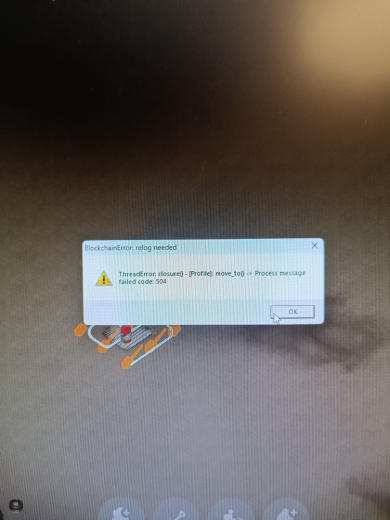 BlockchainError: relog needed
ThreadError: closure() - [Profile]: move_to() -> Process message
failed code: 504
OK